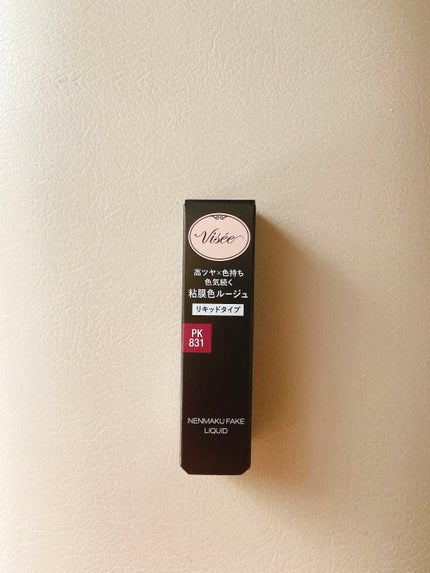 Visée
高ツヤ×色持ち
色気続く
粘膜色ルージュ
リキッドタイプ
PK
831
NENMAKU FAKE
LIQUID